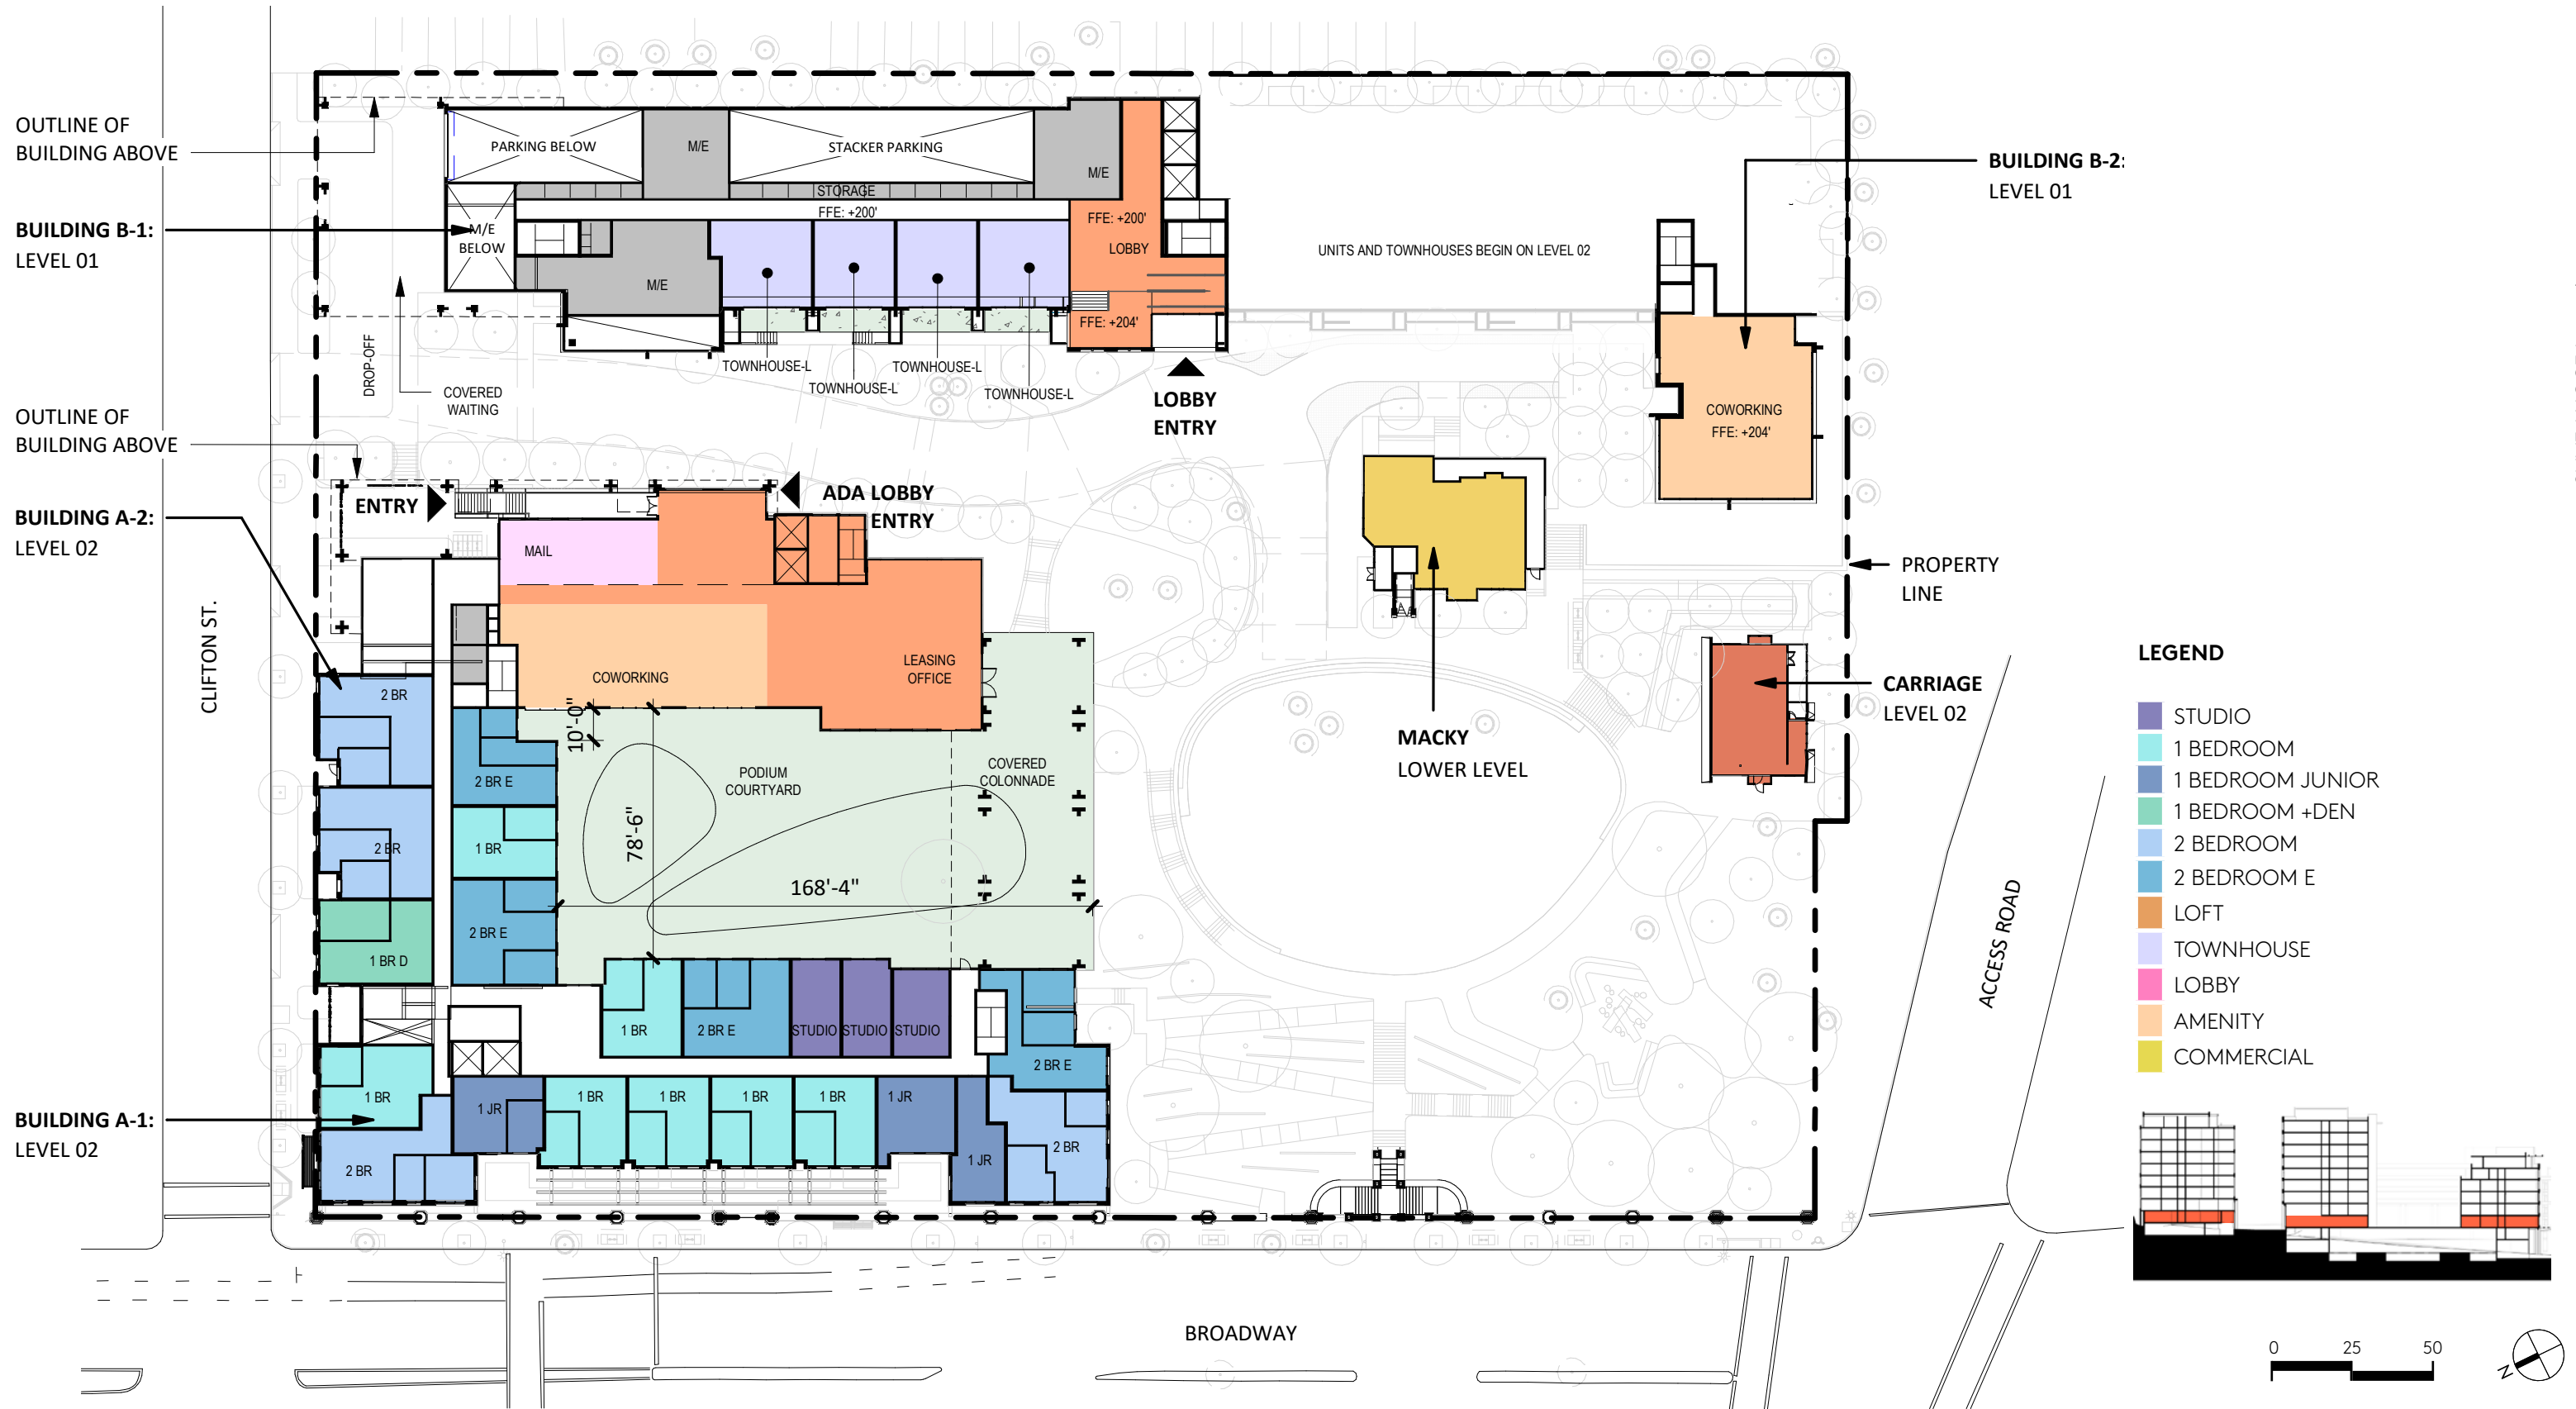 OUTLINE OF
BUILDING ABOVE
BUILDING B-1:
LEVEL 01
OUTLINE OF
BUILDING ABOVE
BUILDING A-2:
LEVEL 02
BUILDING A-1:
LEVEL 02
CLIFTON ST.
PARKING BELOW
M/E
STACKER PARKING
M/E
STORAGE
FFE: +200'
M/E
BELOW
M/E
FFE: +200'
LOBBY
FFE: +204'
TOWNHOUSE-L
TOWNHOUSE-L
TOWNHOUSE-L
TOWNHOUSE-L
DROP-OFF
COVERED
WAITING
LOBBY
ENTRY
UNITS AND TOWNHOUSES BEGIN ON LEVEL 02
BUILDING B-2:
LEVEL 01
COWORKING
FFE: +204'
ENTRY
ADA LOBBY
ENTRY
MAIL
COWORKING
LEASING
OFFICE
10'-0"
78'-6"
168'-4"
PODIUM
COURTYARD
COVERED
COLONNADE
MACKY
LOWER LEVEL
PROPERTY
LINE
CARRIAGE
LEVEL 02
ACCESS ROAD
2 BR
2 BR
1 BR D
2 BR E
1 BR
2 BR E
1 BR
2 BR E
STUDIO
STUDIO
STUDIO
2 BR E
1 BR
2 BR
1 JR
1 BR
1 BR
1 BR
1 BR
1 JR
1 JR
2 BR
BROADWAY
LEGEND
STUDIO
1 BEDROOM
1 BEDROOM JUNIOR
1 BEDROOM +DEN
2 BEDROOM
2 BEDROOM E
LOFT
TOWNHOUSE
LOBBY
AMENITY
COMMERCIAL
0 25 50
N